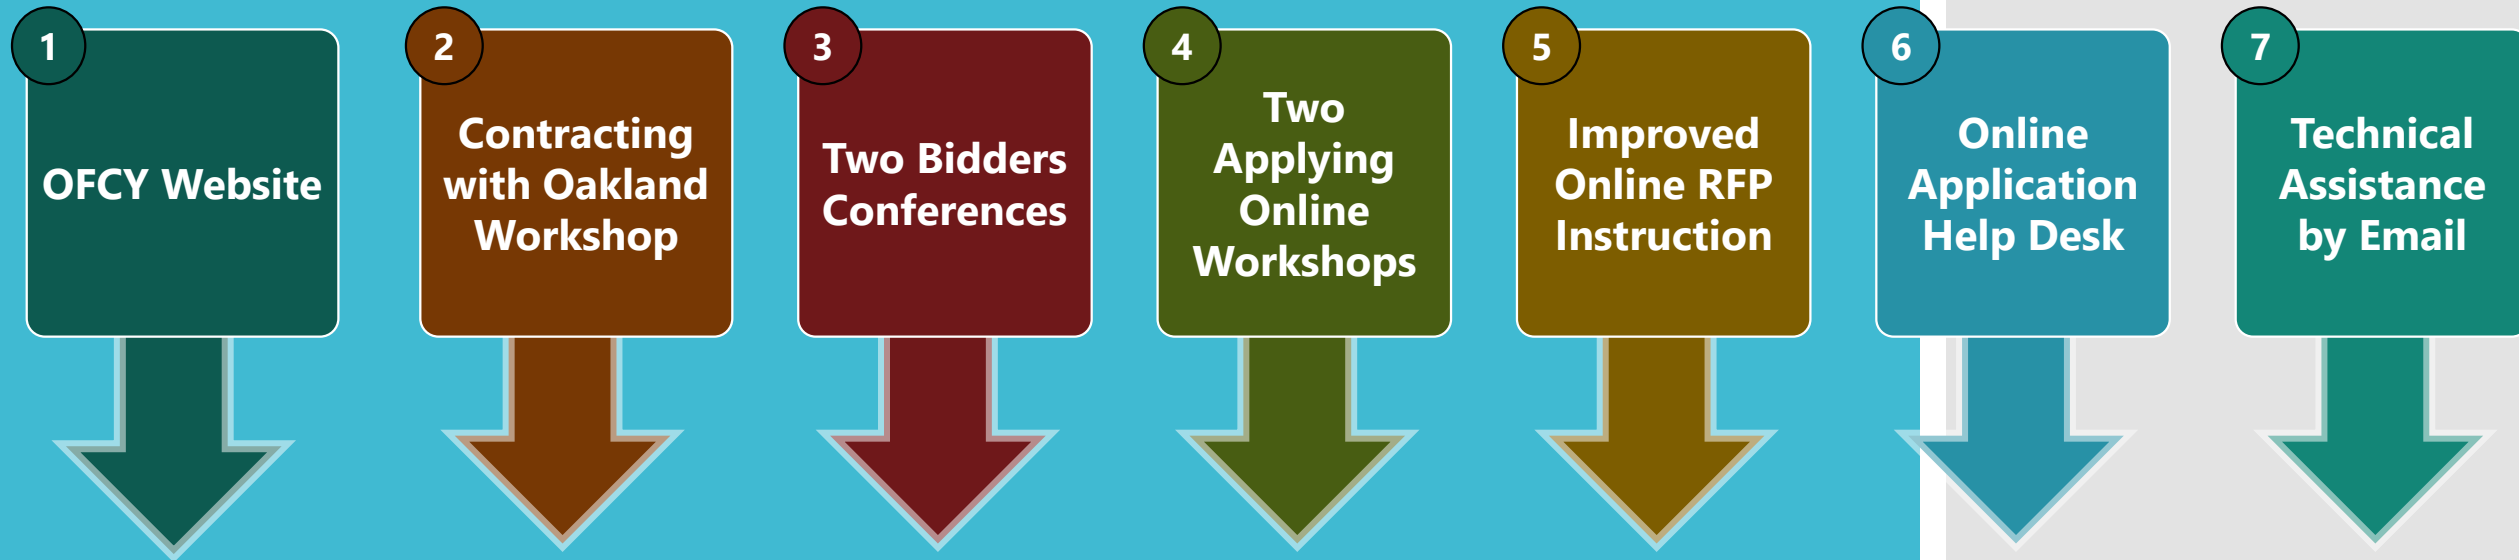 1
OFCY Website
2
Contracting
with Oakland
Workshop
3
Two Bidders
Conferences
4
Two
Applying
Online
Workshops
5
Improved
Online RFP
Instruction
6
Online
Application
Help Desk
7
Technical
Assistance
by Email